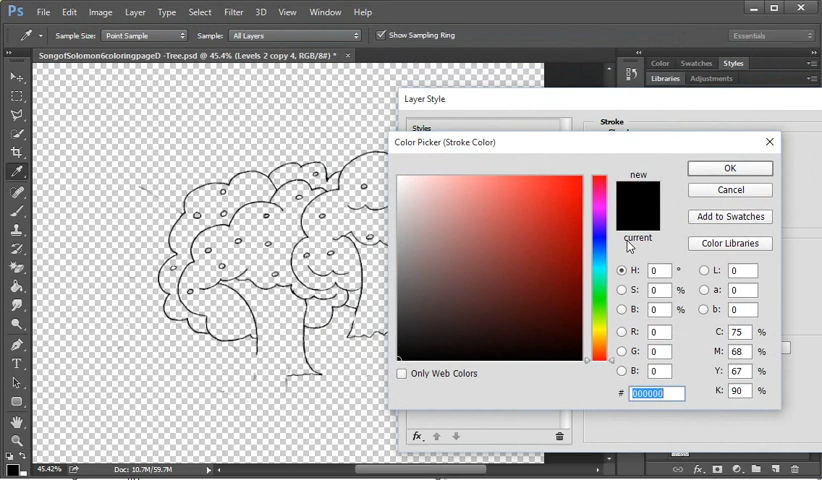 Ps File Edit Image Layer Type Select Filter 3D View Window Help
Sample Size: Point Sample Sample: All Layers Show Sampling Ring Essentials
SongofSolomon6coloringpageD -Tree.psd @ 45.4% (Levels 2 copy 4, RGB/8#) * ×
Color Swatches Styles
Libraries Adjustments
Layer Style
Styles
Stroke
Color Picker (Stroke Color)
new
current
OK
Cancel
Add to Swatches
Color Libraries
H: 0 ° L: 0
S: 0 % a: 0
B: 0 % b: 0
R: 0 C: 75 %
G: 0 M: 68 %
B: 0 Y: 67 %
# 000000 K: 90 %
Only Web Colors
fx
45.42% Doc: 10.7M/59.7M
fx